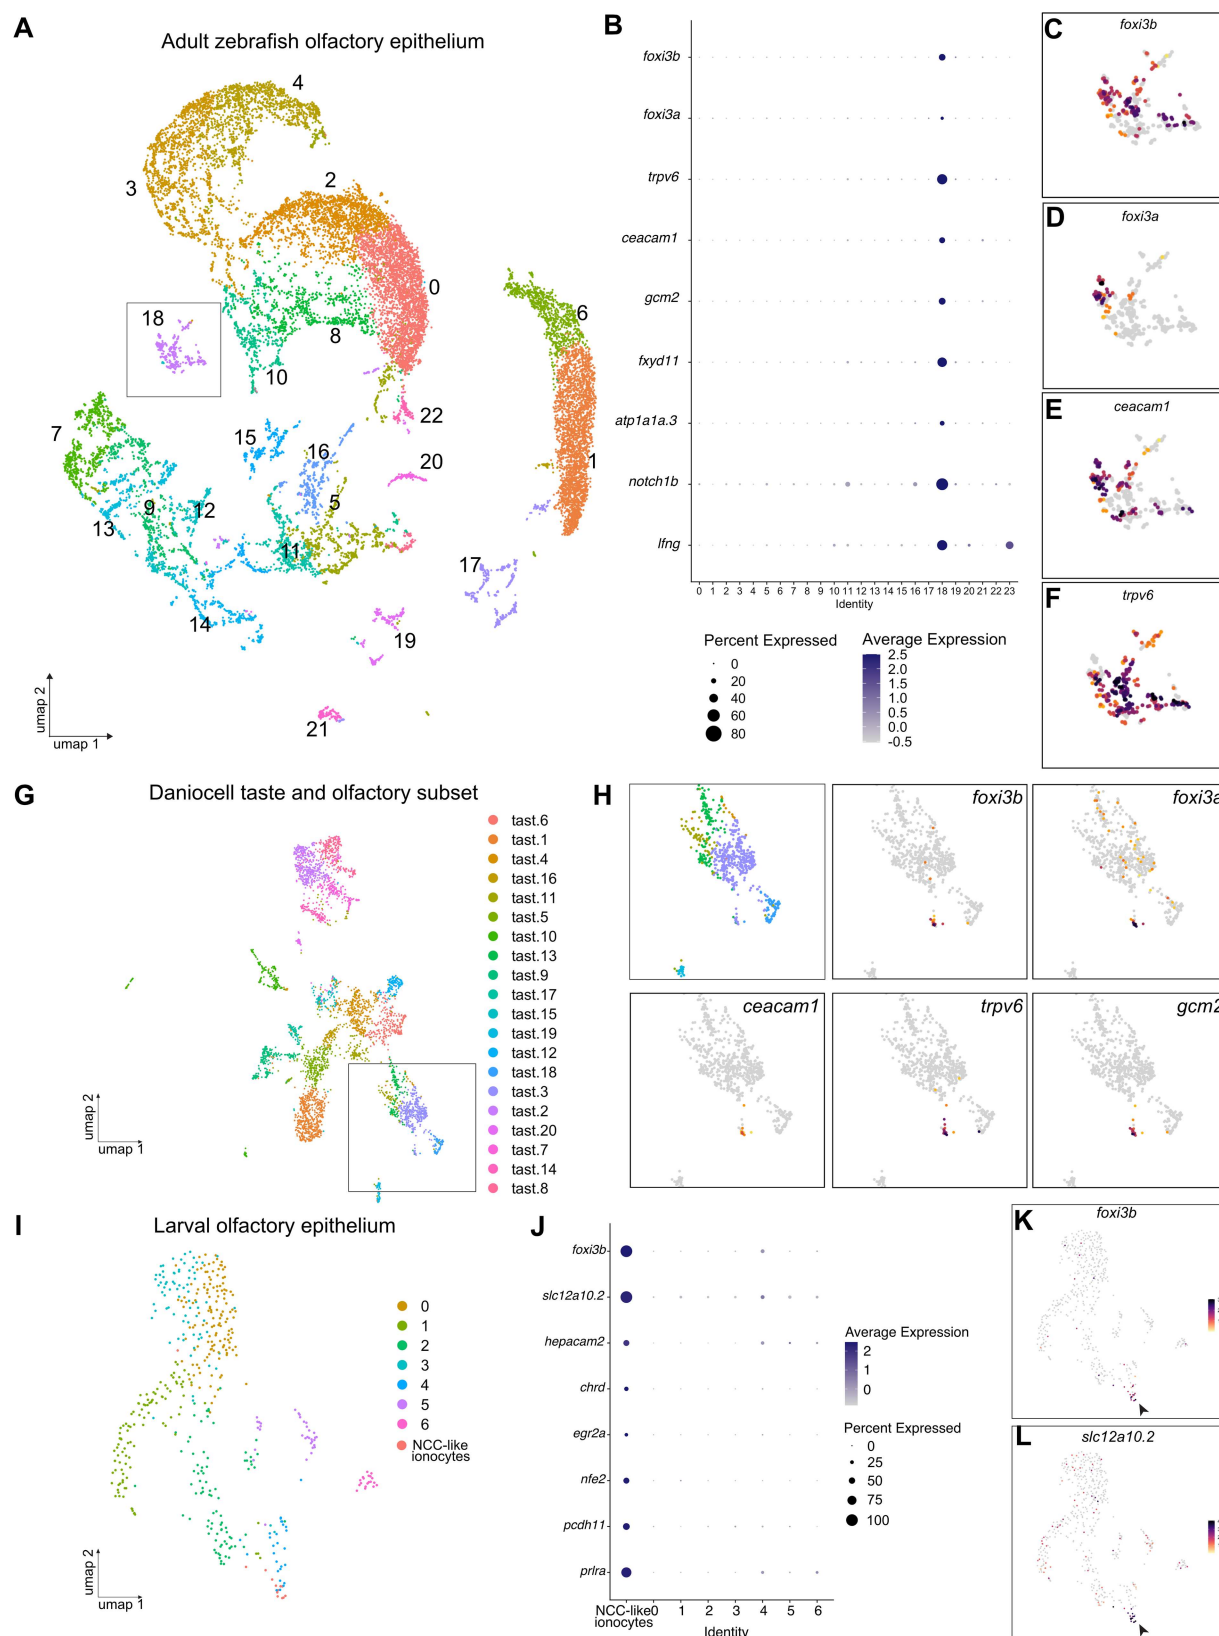 A
Adult zebrafish olfactory epithelium
4
3
2
0
18
8
10
6
7
15
16
22
20
1
5
9
12
13
11
17
14
19
21
umap 2
umap 1
B
foxi3b
foxi3a
trpv6
ceacam1
gcm2
fxyd11
atp1a1a.3
notch1b
lfng
0 1 2 3 4 5 6 7 8 9 10 11 12 13 14 15 16 17 18 19 20 21 22 23
Identity
Percent Expressed
0
20
40
60
80
Average Expression
2.5
2.0
1.5
1.0
0.5
0.0
-0.5
C
foxi3b
D
foxi3a
E
ceacam1
F
trpv6
G
Daniocell taste and olfactory subset
tast.6
tast.1
tast.4
tast.16
tast.11
tast.5
tast.10
tast.13
tast.9
tast.17
tast.15
tast.19
tast.12
tast.18
tast.3
tast.2
tast.20
tast.7
tast.14
tast.8
umap 2
umap 1
H
foxi3b
foxi3a
ceacam1
trpv6
gcm2
I
Larval olfactory epithelium
0
1
2
3
4
5
6
NCC-like
ionocytes
umap 2
umap 1
J
foxi3b
slc12a10.2
hepacam2
chrd
egr2a
nfe2
pcdh11
prlra
NCC-like 0 1 2 3 4 5 6
ionocytes
Identity
Average Expression
2
1
0
Percent Expressed
0
25
50
75
100
K
foxi3b
L
slc12a10.2